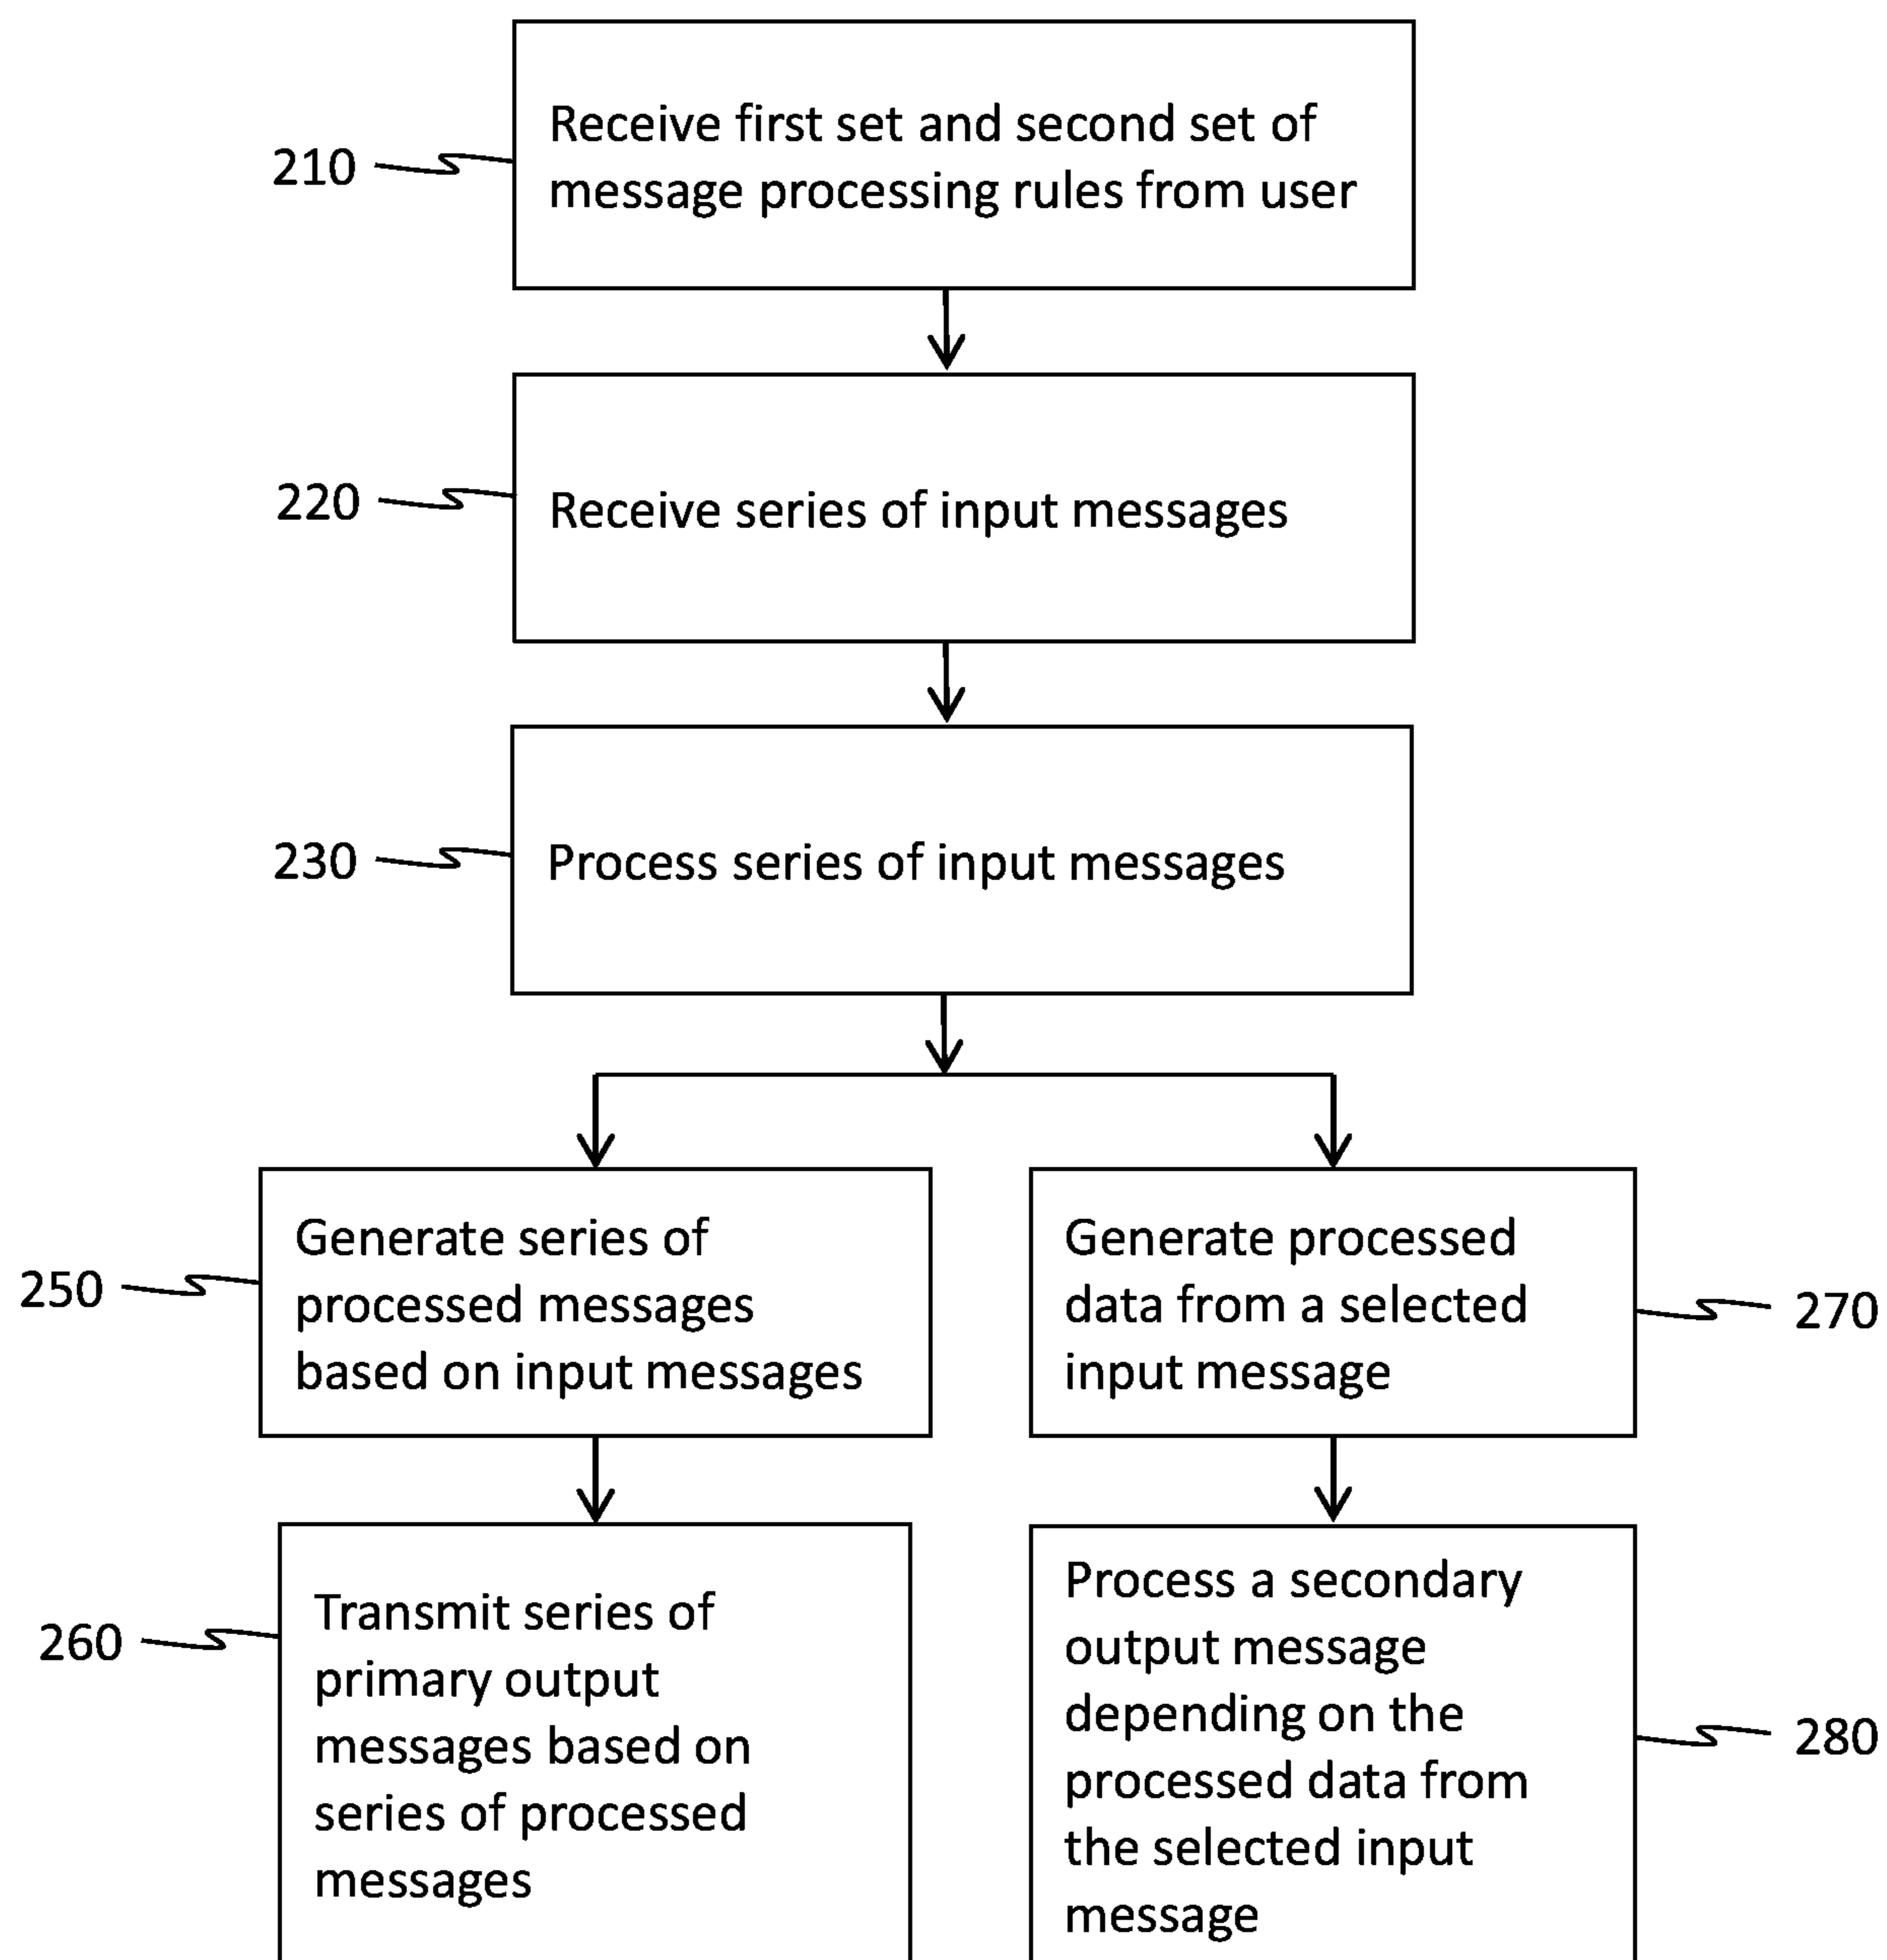 210
Receive first set and second set of
message processing rules from user
220
Receive series of input messages
230
Process series of input messages
250
Generate series of
processed messages
based on input messages
Generate processed
data from a selected
input message
270
260
Transmit series of
primary output
messages based on
series of processed
messages
Process a secondary
output message
depending on the
processed data from
the selected input
message
280